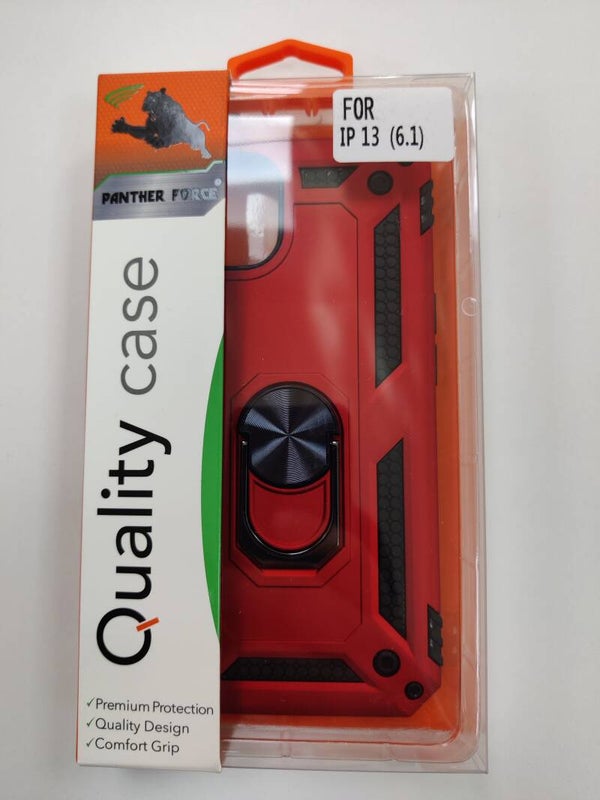 FOR
IP 13 (6.1)
PANTHER FORCE®
Quality case
✓Premium Protection
✓Quality Design
✓Comfort Grip